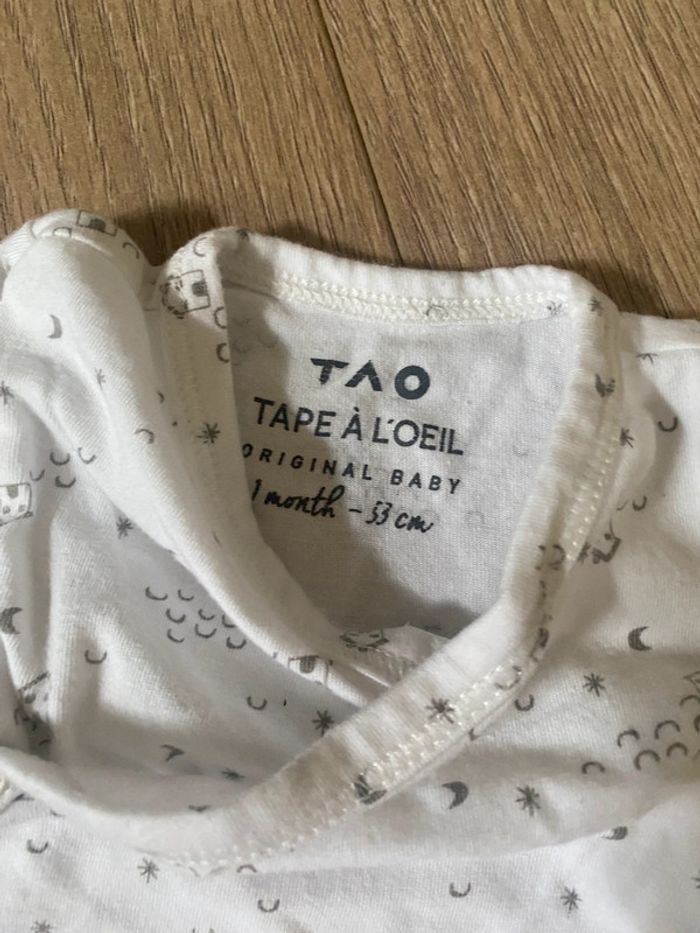 TAO
TAPE À L'OEIL
ORIGINAL BABY
1 month - 53 cm